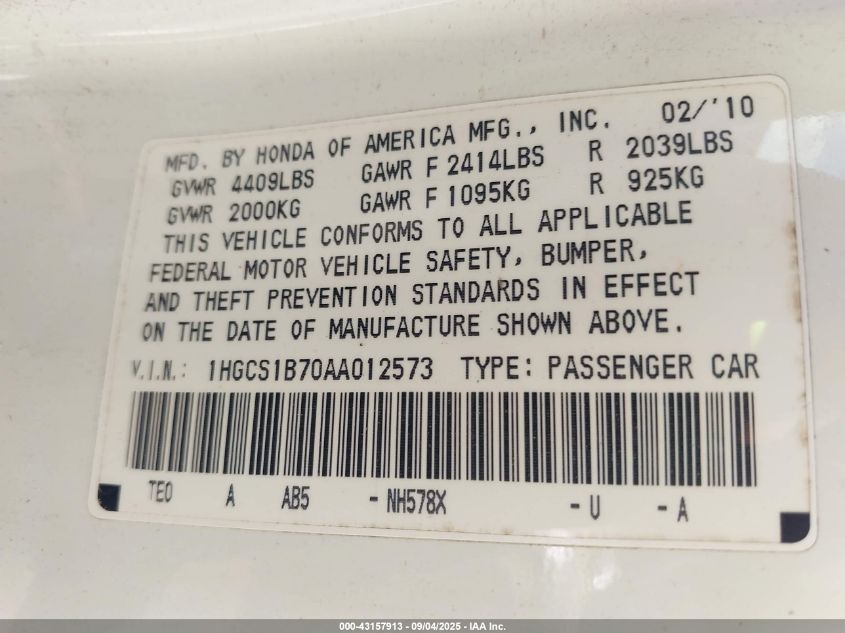 MFD. BY HONDA OF AMERICA MFG., INC. 02/'10
GVWR 4409LBS GAWR F 2414LBS R 2039LBS
GVWR 2000KG GAWR F 1095KG R 925KG
THIS VEHICLE CONFORMS TO ALL APPLICABLE
FEDERAL MOTOR VEHICLE SAFETY, BUMPER,
AND THEFT PREVENTION STANDARDS IN EFFECT
ON THE DATE OF MANUFACTURE SHOWN ABOVE.
V.I.N.: 1HGCS1B70AA012573 TYPE: PASSENGER CAR
TE0 A AB5 - NH578X - U - A
000-43157913 - 09/04/2025 - IAA Inc.